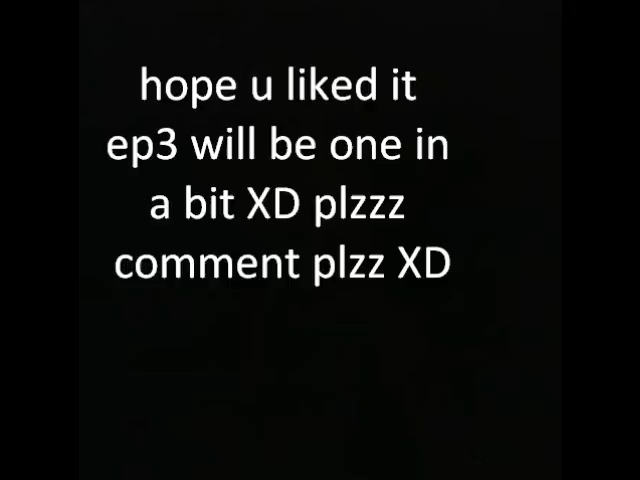 hope u liked it
ep3 will be one in
a bit XD plzzz
comment plzz XD